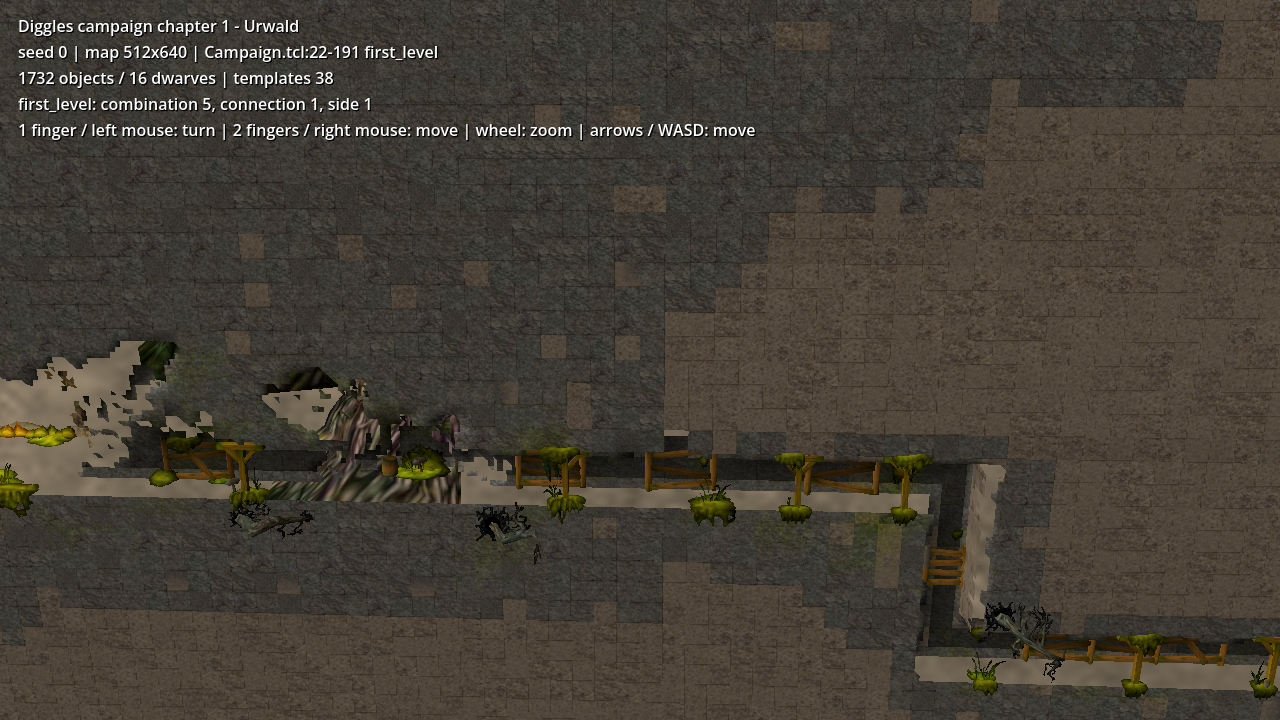 Diggles campaign chapter 1 - Urwald
seed 0 | map 512x640 | Campaign.tcl:22-191 first_level
1732 objects / 16 dwarves | templates 38
first_level: combination 5, connection 1, side 1
1 finger / left mouse: turn | 2 fingers / right mouse: move | wheel: zoom | arrows / WASD: move